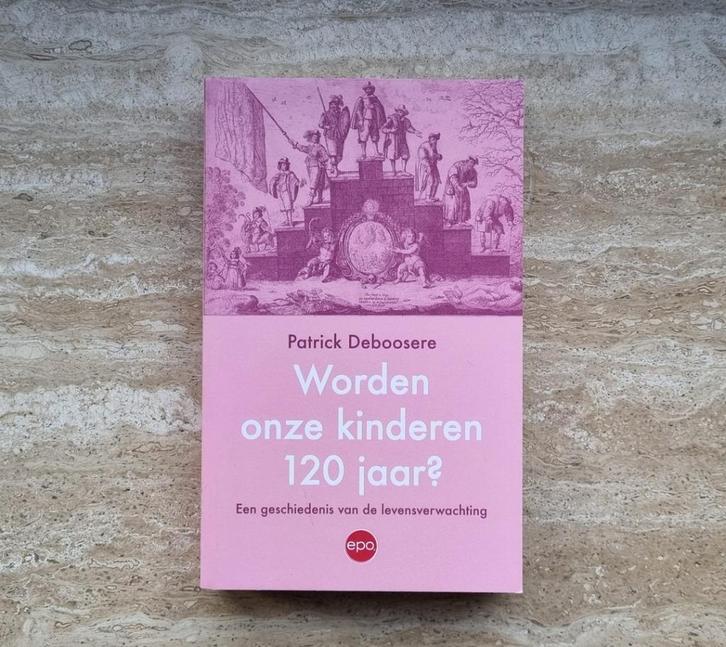 Patrick Deboosere
Worden
onze kinderen
120 jaar?
Een geschiedenis van de levensverwachting
epo